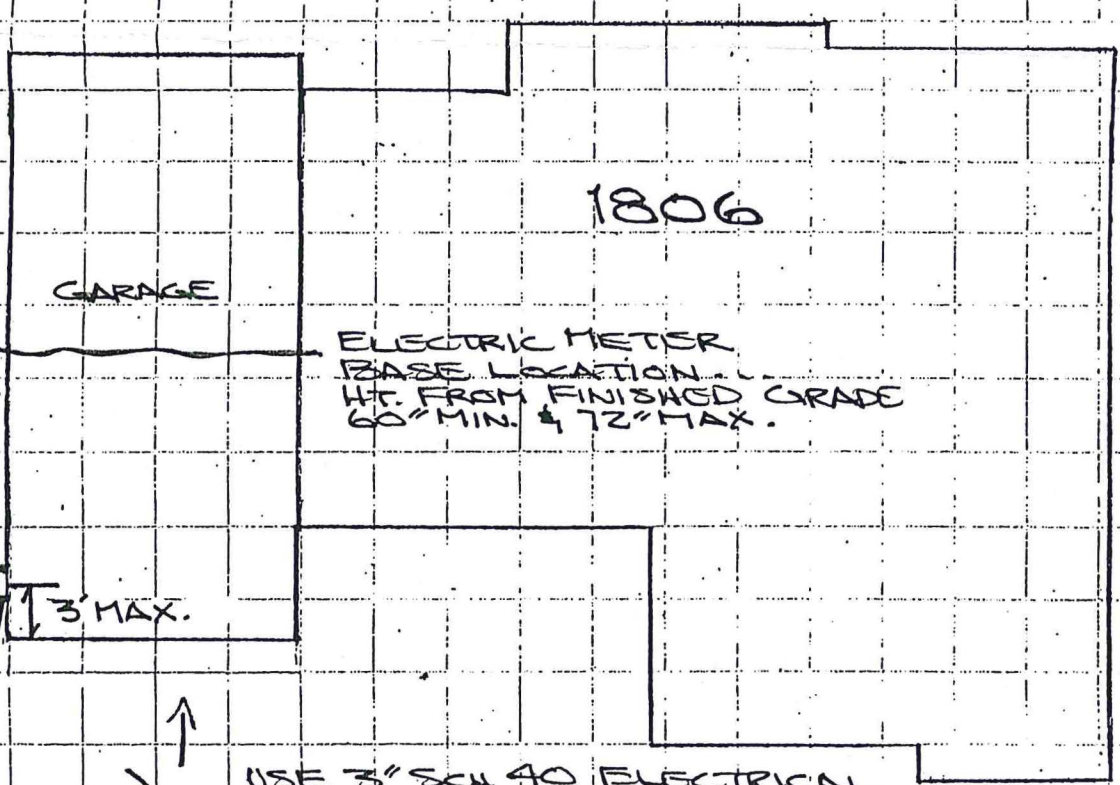 1806
GARAGE
ELECTRIC METER
BASE LOCATION...
HT. FROM FINISHED GRADE
60" MIN. & 72" MAX.
3' MAX.
USE 3" SCH 40 ELECTRICAL